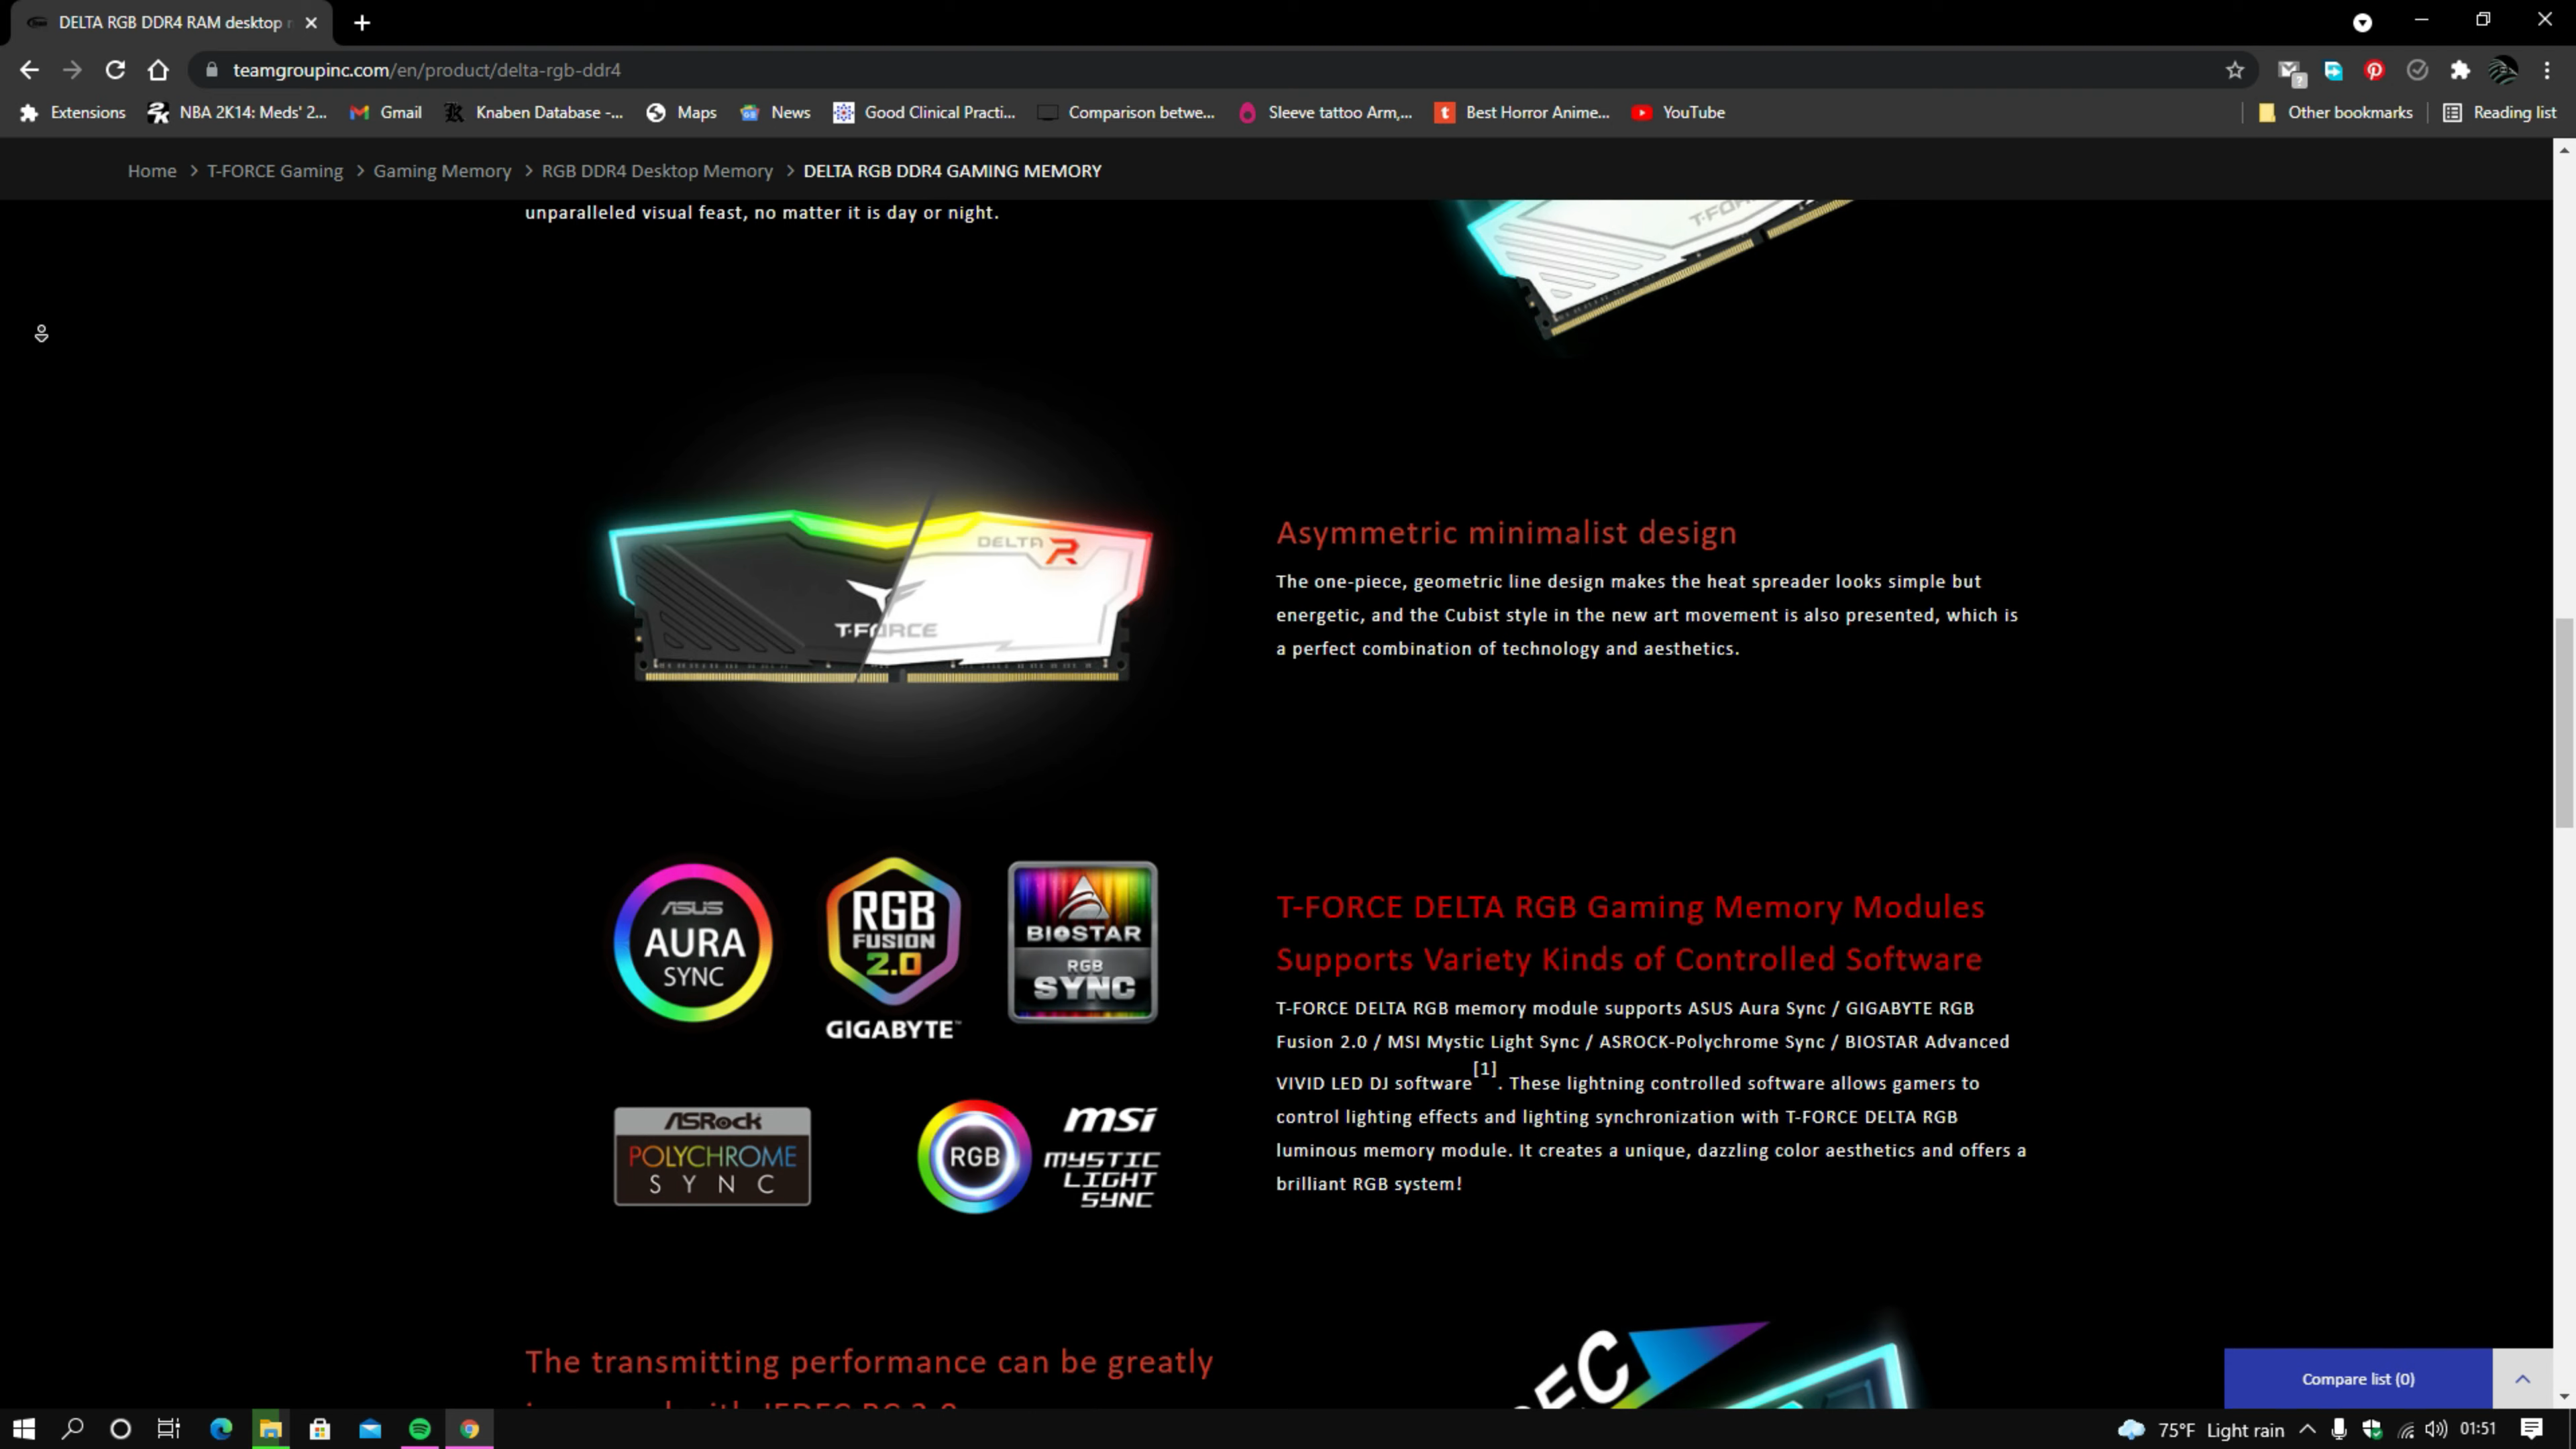 DELTA RGB DDR4 RAM desktop
teamgroupinc.com/en/product/delta-rgb-ddr4
Extensions NBA 2K14: Meds' 2... Gmail Knaben Database -... Maps News Good Clinical Practi... Comparison betwe... Sleeve tattoo Arm,... Best Horror Anime... YouTube Other bookmarks Reading list
Home > T-FORCE Gaming > Gaming Memory > RGB DDR4 Desktop Memory > DELTA RGB DDR4 GAMING MEMORY
unparalleled visual feast, no matter it is day or night.
DELTA R
T-FORCE
Asymmetric minimalist design
The one-piece, geometric line design makes the heat spreader looks simple but
energetic, and the Cubist style in the new art movement is also presented, which is
a perfect combination of technology and aesthetics.
ASUS
AURA
SYNC
RGB
FUSION
2.0
GIGABYTE™
BIOSTAR
RGB
SYNC
ASRock
POLYCHROME
SYNC
RGB
msi
MYSTIC
LIGHT
SYNC
T-FORCE DELTA RGB Gaming Memory Modules
Supports Variety Kinds of Controlled Software
T-FORCE DELTA RGB memory module supports ASUS Aura Sync / GIGABYTE RGB
Fusion 2.0 / MSI Mystic Light Sync / ASROCK-Polychrome Sync / BIOSTAR Advanced
VIVID LED DJ software[1]. These lightning controlled software allows gamers to
control lighting effects and lighting synchronization with T-FORCE DELTA RGB
luminous memory module. It creates a unique, dazzling color aesthetics and offers a
brilliant RGB system!
The transmitting performance can be greatly
Compare list (0)
75°F Light rain 01:51